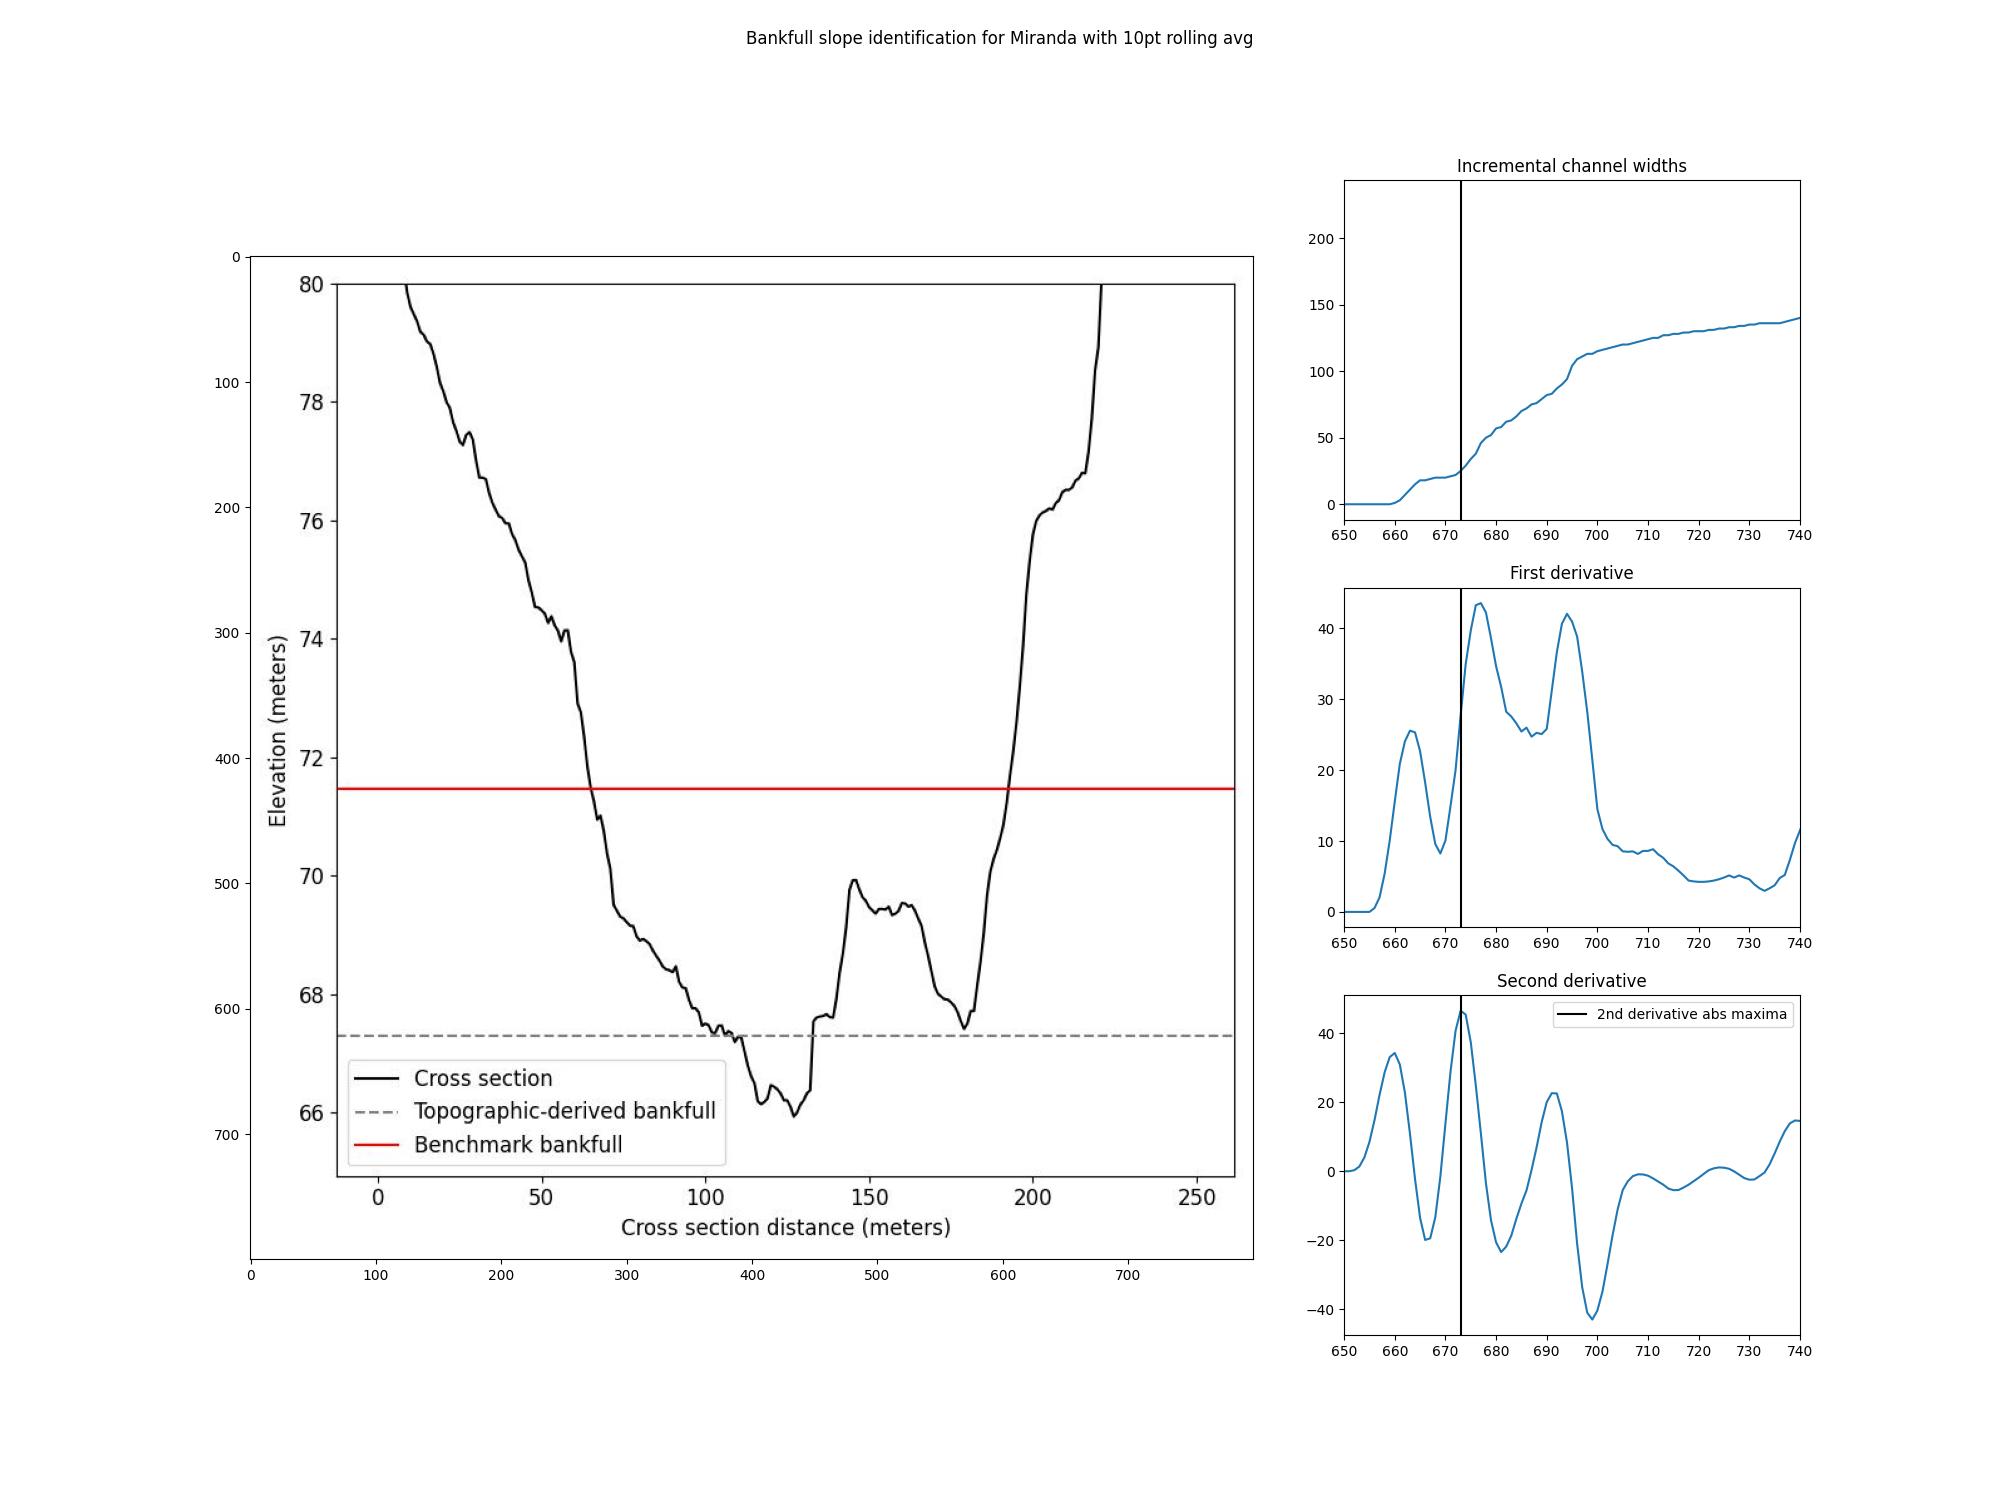 Bankfull slope identification for Miranda with 10pt rolling avg
0
100
200
300
400
500
600
700
80
78
76
74
72
70
68
66
Elevation (meters)
Cross section
Topographic-derived bankfull
Benchmark bankfull
0 50 100 150 200 250
Cross section distance (meters)
0 100 200 300 400 500 600 700
Incremental channel widths
200
150
100
50
0
650 660 670 680 690 700 710 720 730 740
First derivative
40
30
20
10
0
650 660 670 680 690 700 710 720 730 740
Second derivative
2nd derivative abs maxima
40
20
0
−20
−40
650 660 670 680 690 700 710 720 730 740